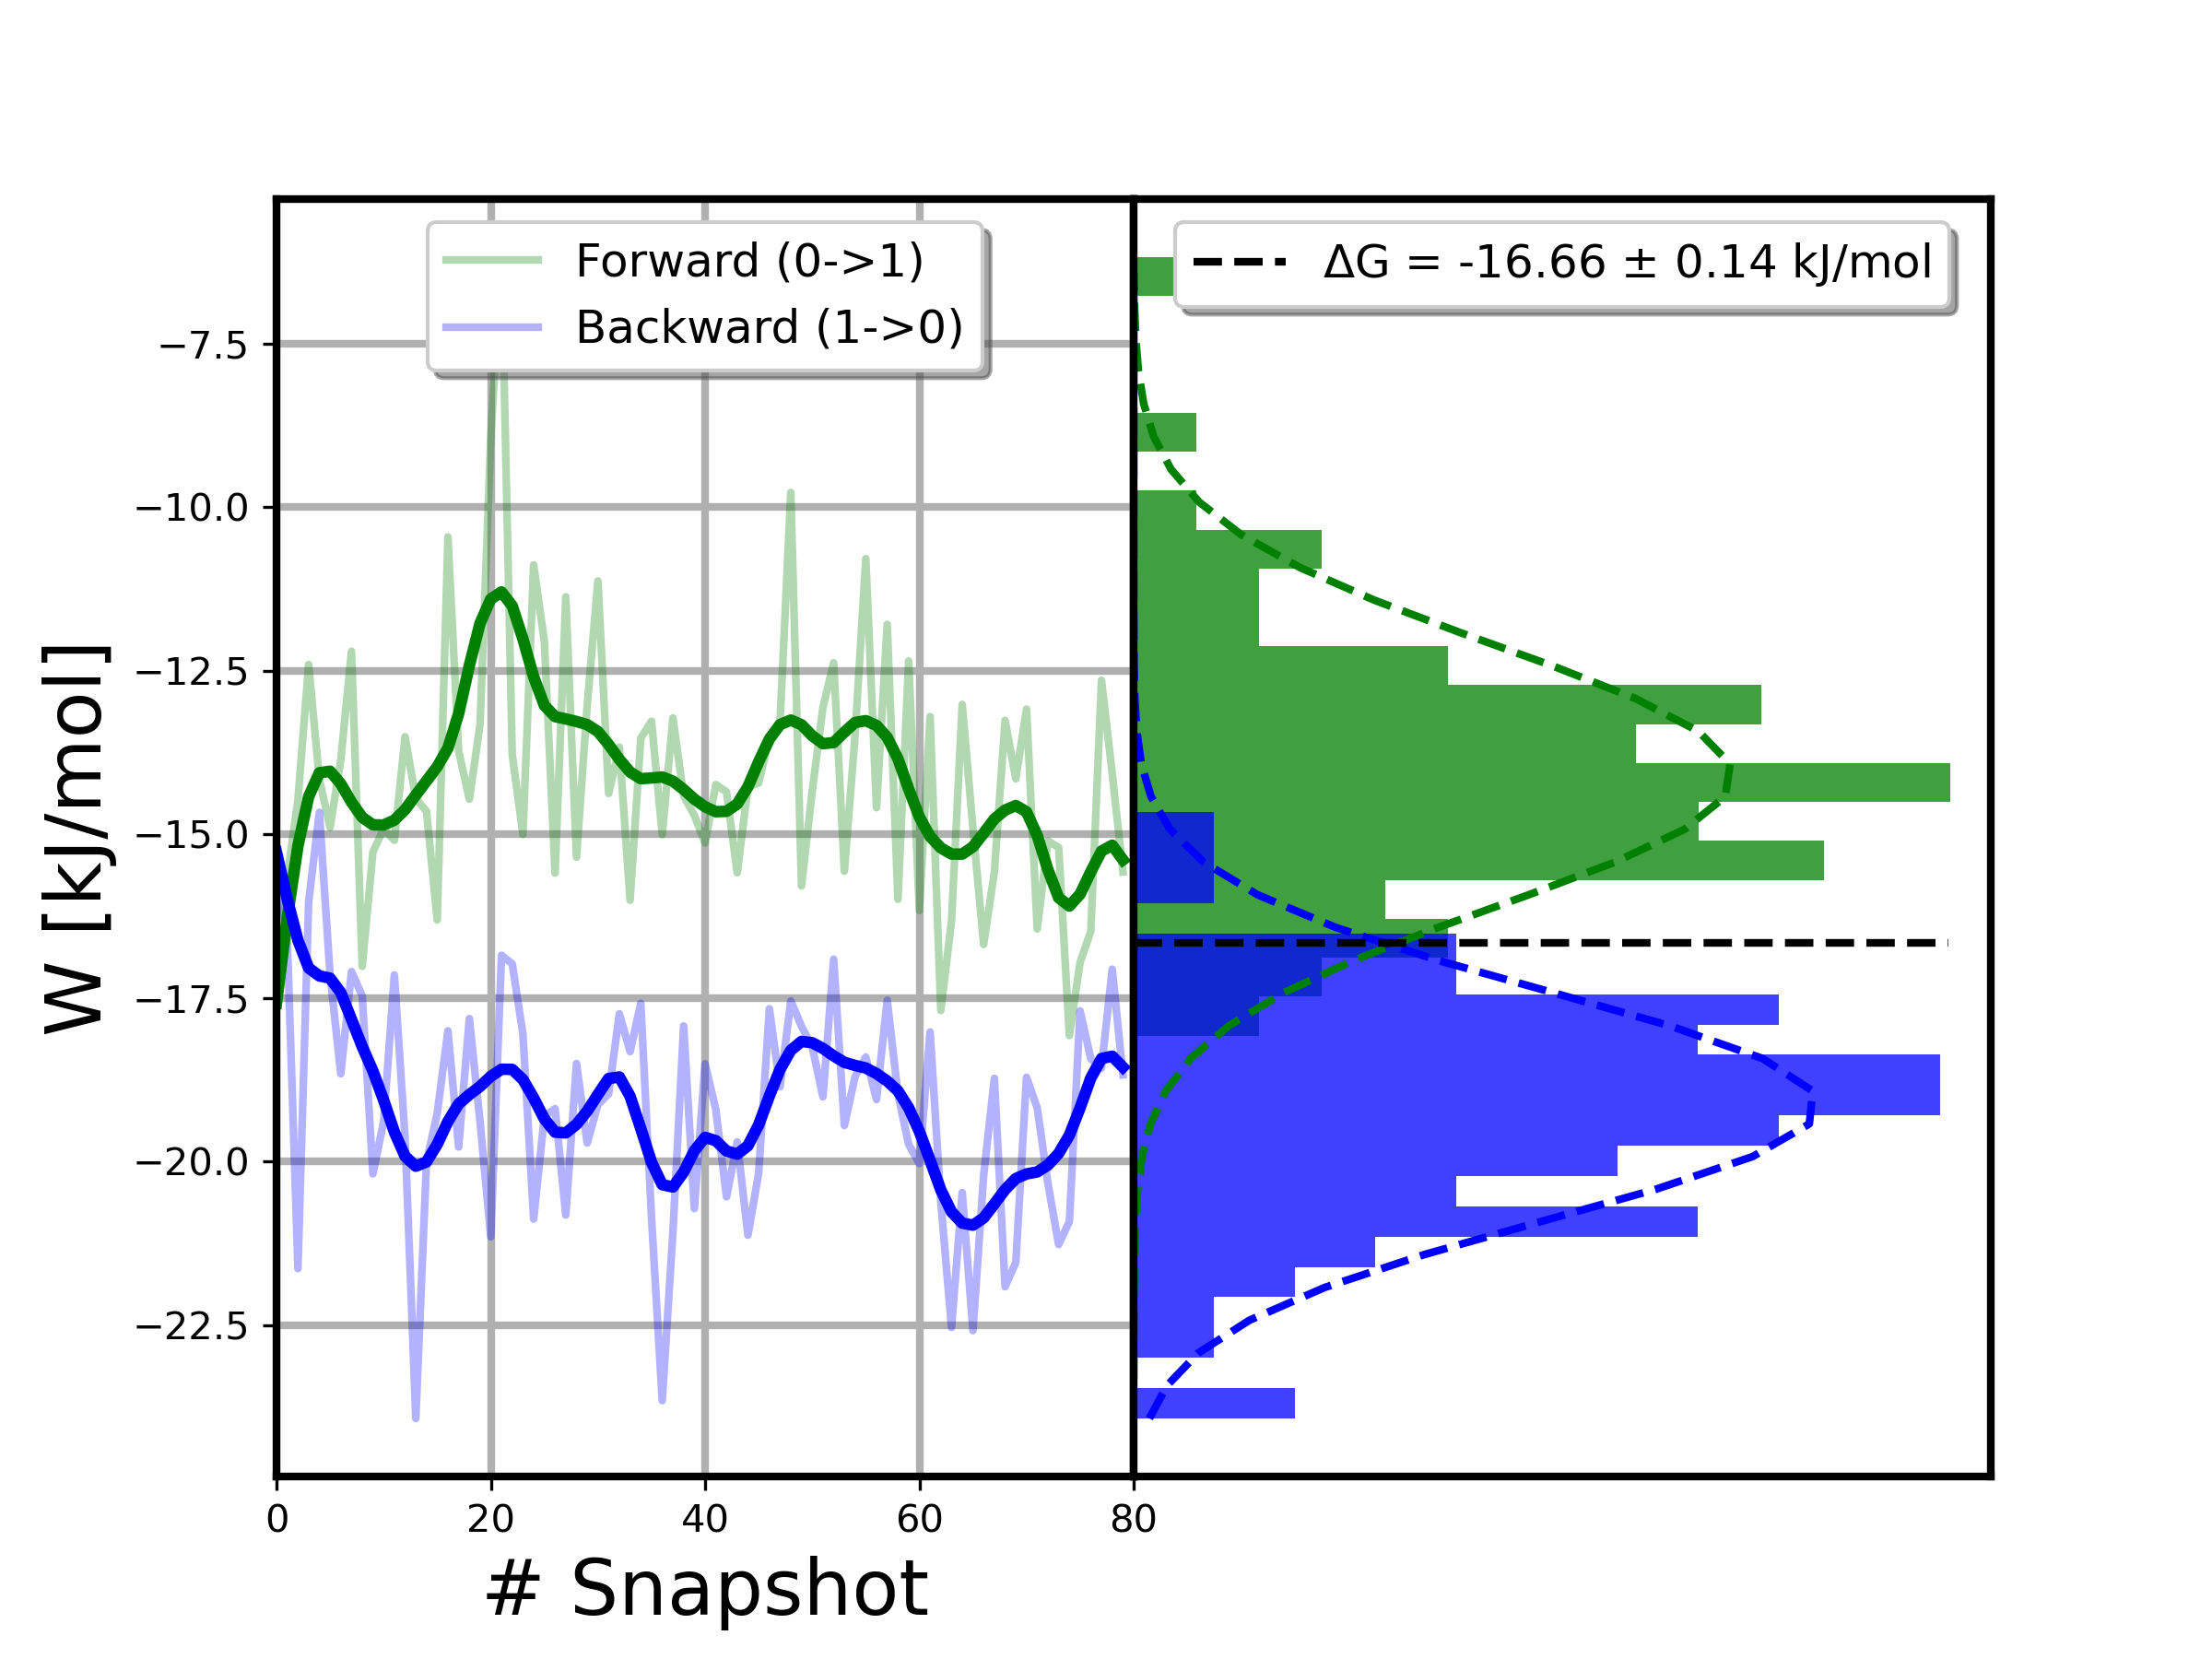 Forward (0->1)
Backward (1->0)
ΔG = -16.66 ± 0.14 kJ/mol
−7.5
−10.0
−12.5
−15.0
−17.5
−20.0
−22.5
W [kJ/mol]
0 20 40 60 80
# Snapshot